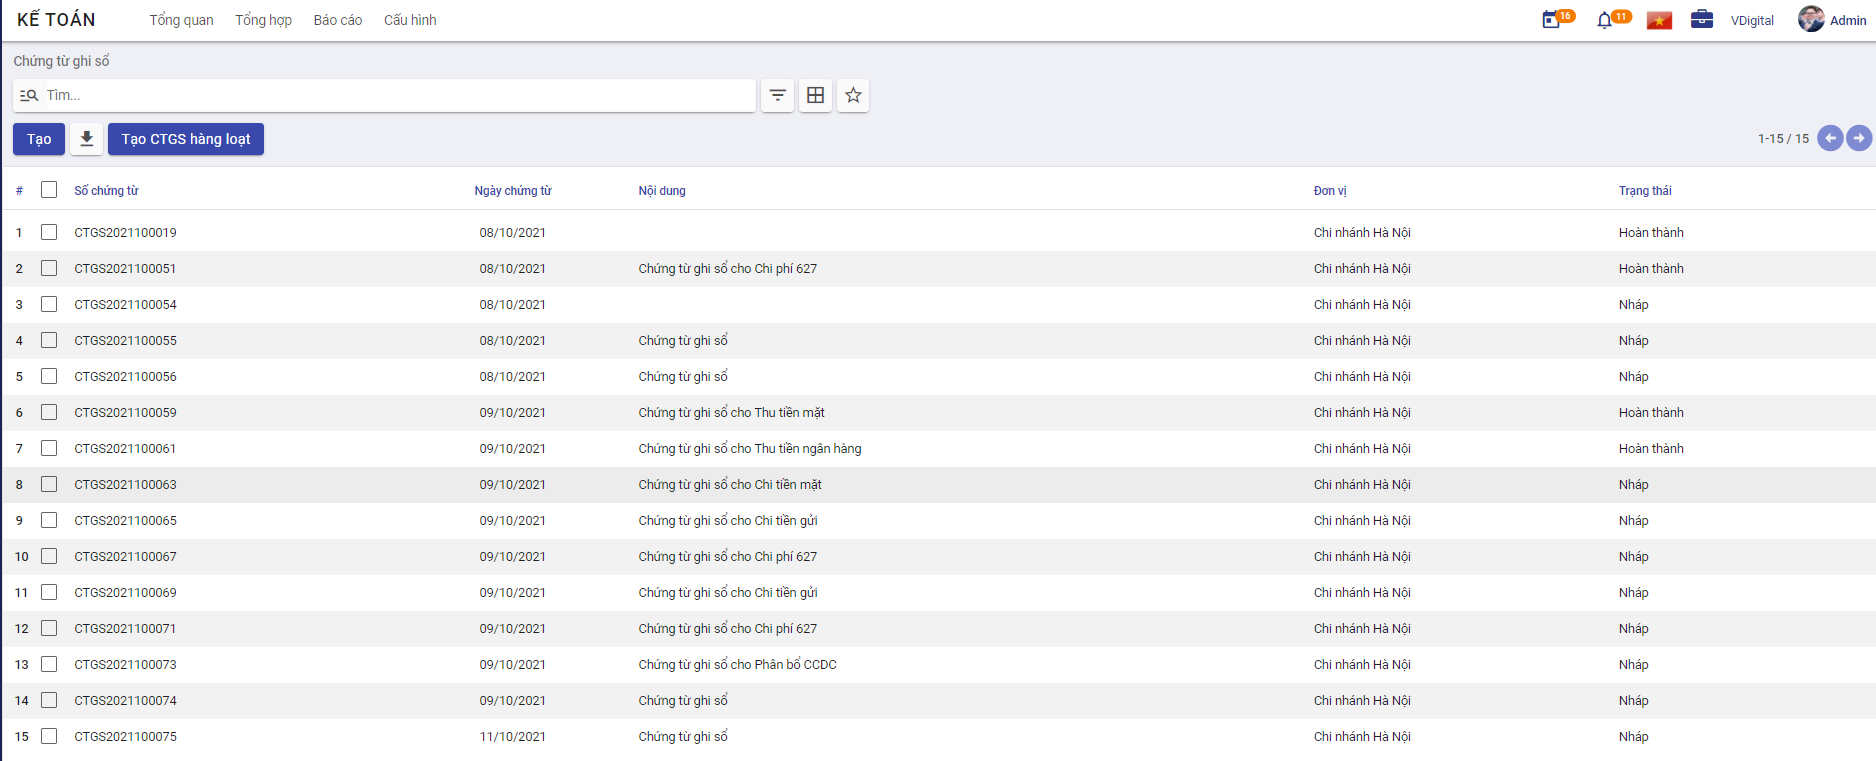 KẾ TOÁN Tổng quan Tổng hợp Báo cáo Cấu hình 16 11 VDigital Admin
Chứng từ ghi sổ
Tìm...
Tạo Tạo CTGS hàng loạt 1-15 / 15
# Số chứng từ Ngày chứng từ Nội dung Đơn vị Trạng thái
1 CTGS2021100019 08/10/2021 Chi nhánh Hà Nội Hoàn thành
2 CTGS2021100051 08/10/2021 Chứng từ ghi sổ cho Chi phí 627 Chi nhánh Hà Nội Hoàn thành
3 CTGS2021100054 08/10/2021 Chi nhánh Hà Nội Nháp
4 CTGS2021100055 08/10/2021 Chứng từ ghi sổ Chi nhánh Hà Nội Nháp
5 CTGS2021100056 08/10/2021 Chứng từ ghi sổ Chi nhánh Hà Nội Nháp
6 CTGS2021100059 09/10/2021 Chứng từ ghi sổ cho Thu tiền mặt Chi nhánh Hà Nội Hoàn thành
7 CTGS2021100061 09/10/2021 Chứng từ ghi sổ cho Thu tiền ngân hàng Chi nhánh Hà Nội Hoàn thành
8 CTGS2021100063 09/10/2021 Chứng từ ghi sổ cho Chi tiền mặt Chi nhánh Hà Nội Nháp
9 CTGS2021100065 09/10/2021 Chứng từ ghi sổ cho Chi tiền gửi Chi nhánh Hà Nội Nháp
10 CTGS2021100067 09/10/2021 Chứng từ ghi sổ cho Chi phí 627 Chi nhánh Hà Nội Nháp
11 CTGS2021100069 09/10/2021 Chứng từ ghi sổ cho Chi tiền gửi Chi nhánh Hà Nội Nháp
12 CTGS2021100071 09/10/2021 Chứng từ ghi sổ cho Chi phí 627 Chi nhánh Hà Nội Nháp
13 CTGS2021100073 09/10/2021 Chứng từ ghi sổ cho Phân bổ CCDC Chi nhánh Hà Nội Nháp
14 CTGS2021100074 09/10/2021 Chứng từ ghi sổ Chi nhánh Hà Nội Nháp
15 CTGS2021100075 11/10/2021 Chứng từ ghi sổ Chi nhánh Hà Nội Nháp